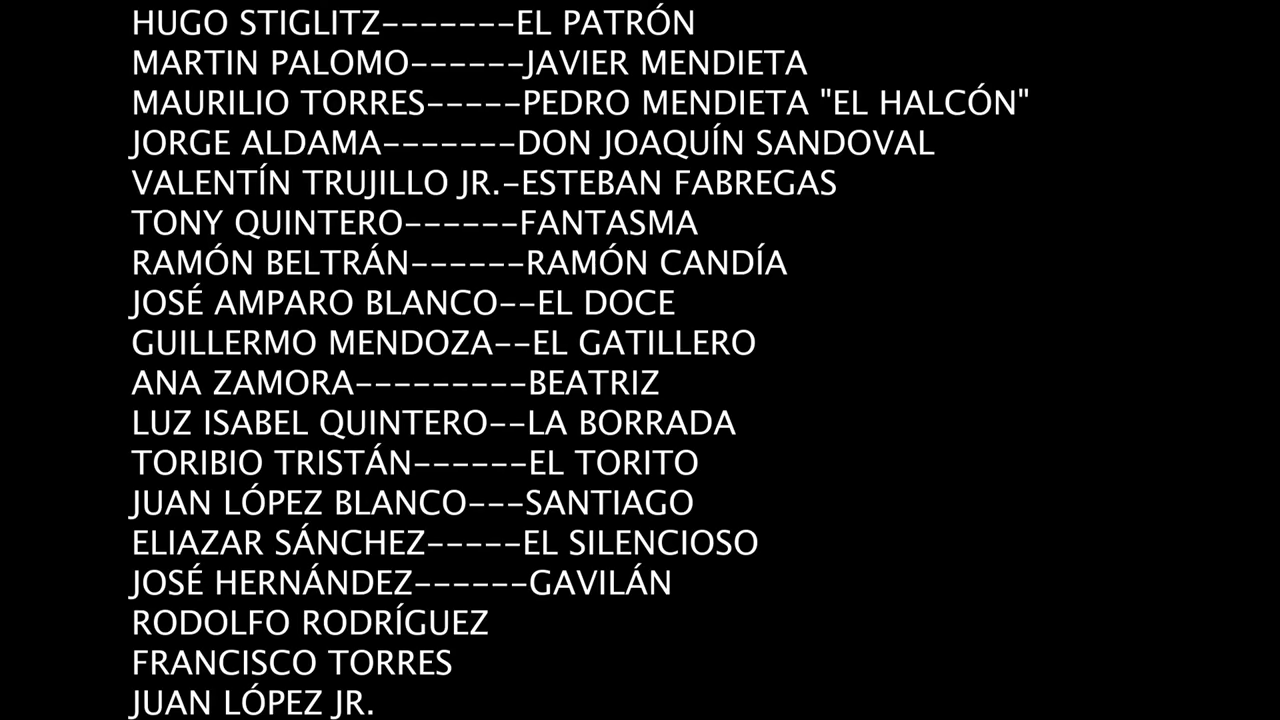 HUGO STIGLITZ-------EL PATRÓN
MARTIN PALOMO------JAVIER MENDIETA
MAURILIO TORRES-----PEDRO MENDIETA "EL HALCÓN"
JORGE ALDAMA-------DON JOAQUÍN SANDOVAL
VALENTÍN TRUJILLO JR.-ESTEBAN FABREGAS
TONY QUINTERO------FANTASMA
RAMÓN BELTRÁN------RAMÓN CANDÍA
JOSÉ AMPARO BLANCO--EL DOCE
GUILLERMO MENDOZA--EL GATILLERO
ANA ZAMORA---------BEATRIZ
LUZ ISABEL QUINTERO--LA BORRADA
TORIBIO TRISTÁN------EL TORITO
JUAN LÓPEZ BLANCO---SANTIAGO
ELIAZAR SÁNCHEZ-----EL SILENCIOSO
JOSÉ HERNÁNDEZ------GAVILÁN
RODOLFO RODRÍGUEZ
FRANCISCO TORRES
JUAN LÓPEZ JR.